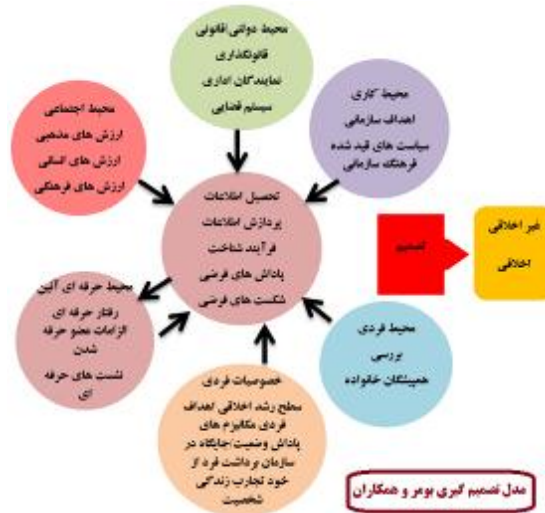 محیط دولتی/قانونی
قانونگذاری
نمایندگان اداری
سیستم قضایی
محیط کاری
اهداف سازمانی
سیاست های قید شده
فرهنگ سازمانی
محیط اجتماعی
ارزش های مذهبی
ارزش های انسانی
ارزش های فرهنگی
تحصیل اطلاعات
پردازش اطلاعات
فرآیند شناخت
پاداش های فرضی
شکست های فرضی
تصمیم
غیر اخلاقی
اخلاقی
محیط حرفه ای آئین
رفتار حرفه ای
الزامات عضو حرفه
شدن
نشست های حرفه
ای
محیط فردی
بررسی
همپیشگان خانواده
خصوصیات فردی
سطح رشد اخلاقی اهداف
فردی مکانیزم های
پاداش وضعیت/جایگاه در
سازمان برداشت فرد از
خود تجارب زندگی
شخصیت
مدل تصمیم گیری بومر و همکاران